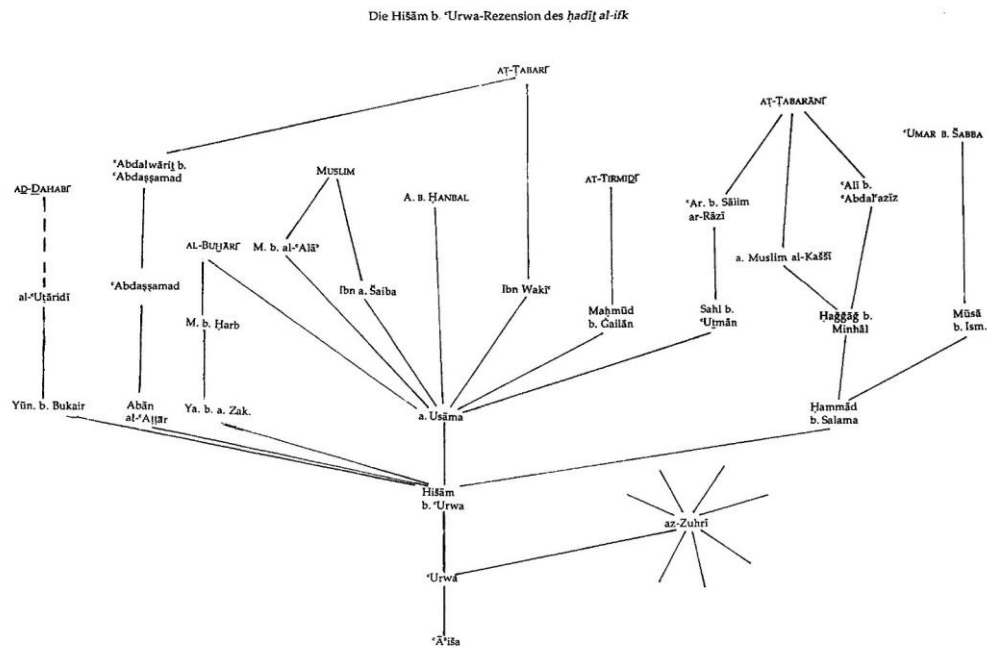 Die Hišām b. ʿUrwa-Rezension des ḥadīṯ al-ifk
AṬ-ṬABARĪ
AṬ-ṬABARĀNĪ
ʿUMAR B. ŠABBA
ʿAbdalwāriṯ b.
ʿAbdaṣṣamad
MUSLIM
AḎ-ḎAHABĪ
A. B. ḤANBAL
AT-TIRMIḎĪ
ʿAr. b. Sālim
ar-Rāzī
ʿAlī b.
ʿAbdalʿazīz
AL-BUḪĀRĪ
M. b. al-ʿAlāʾ
a. Muslim al-Kaššī
ʿAbdaṣṣamad
al-ʿUṭāridī
Ibn a. Šaiba
Ibn Wakīʿ
Maḥmūd
b. Ġailān
Sahl b.
ʿUṯmān
Ḥaǧǧāǧ b.
Minhāl
Mūsā
b. Ism.
M. b. Ḥarb
Yūn. b. Bukair
Abān
al-ʿAṭṭār
Ya. b. a. Zak.
a. Usāma
Ḥammād
b. Salama
Hišām
b. ʿUrwa
az-Zuhrī
ʿUrwa
ʿĀʾiša